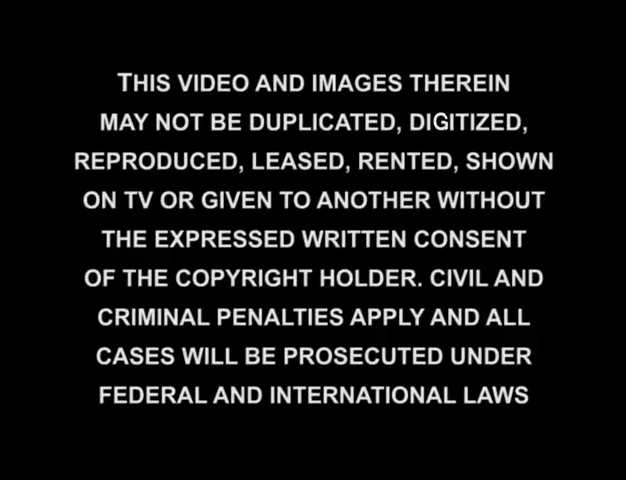 THIS VIDEO AND IMAGES THEREIN
MAY NOT BE DUPLICATED, DIGITIZED,
REPRODUCED, LEASED, RENTED, SHOWN
ON TV OR GIVEN TO ANOTHER WITHOUT
THE EXPRESSED WRITTEN CONSENT
OF THE COPYRIGHT HOLDER. CIVIL AND
CRIMINAL PENALTIES APPLY AND ALL
CASES WILL BE PROSECUTED UNDER
FEDERAL AND INTERNATIONAL LAWS